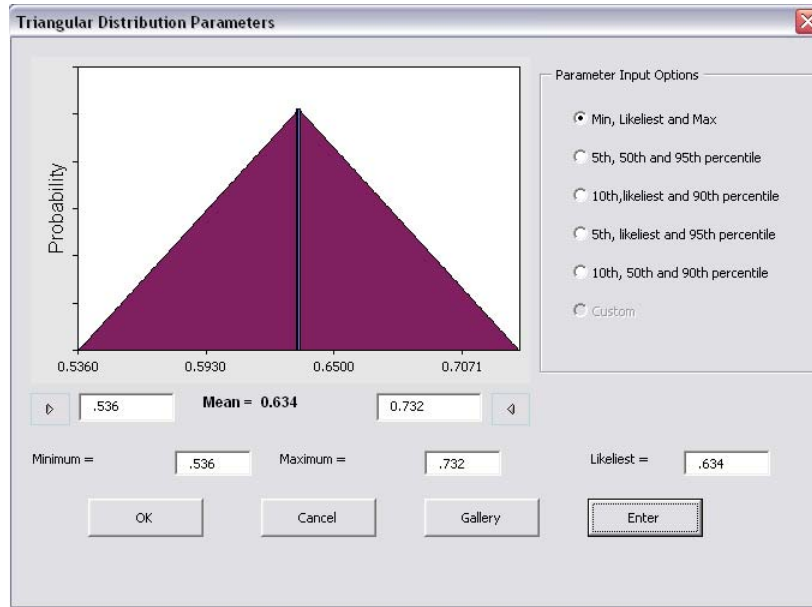 Triangular Distribution Parameters
Probability
0.5360 0.5930 0.6500 0.7071
.536 Mean = 0.634 0.732
Parameter Input Options
Min, Likeliest and Max
5th, 50th and 95th percentile
10th,likeliest and 90th percentile
5th, likeliest and 95th percentile
10th, 50th and 90th percentile
Custom
Minimum = .536 Maximum = .732 Likeliest = .634
OK Cancel Gallery Enter